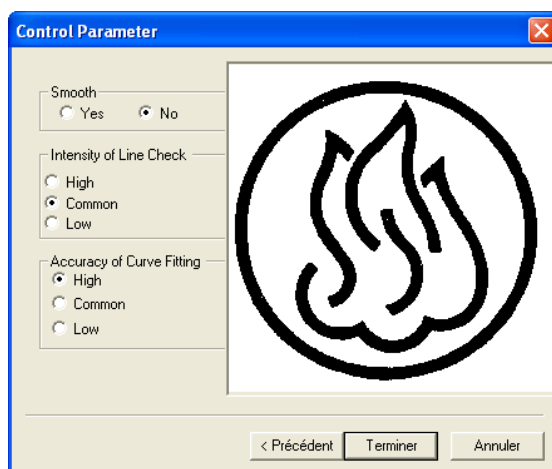 Control Parameter
Smooth
Yes No
Intensity of Line Check
High
Common
Low
Accuracy of Curve Fitting
High
Common
Low
< Précédent Terminer Annuler